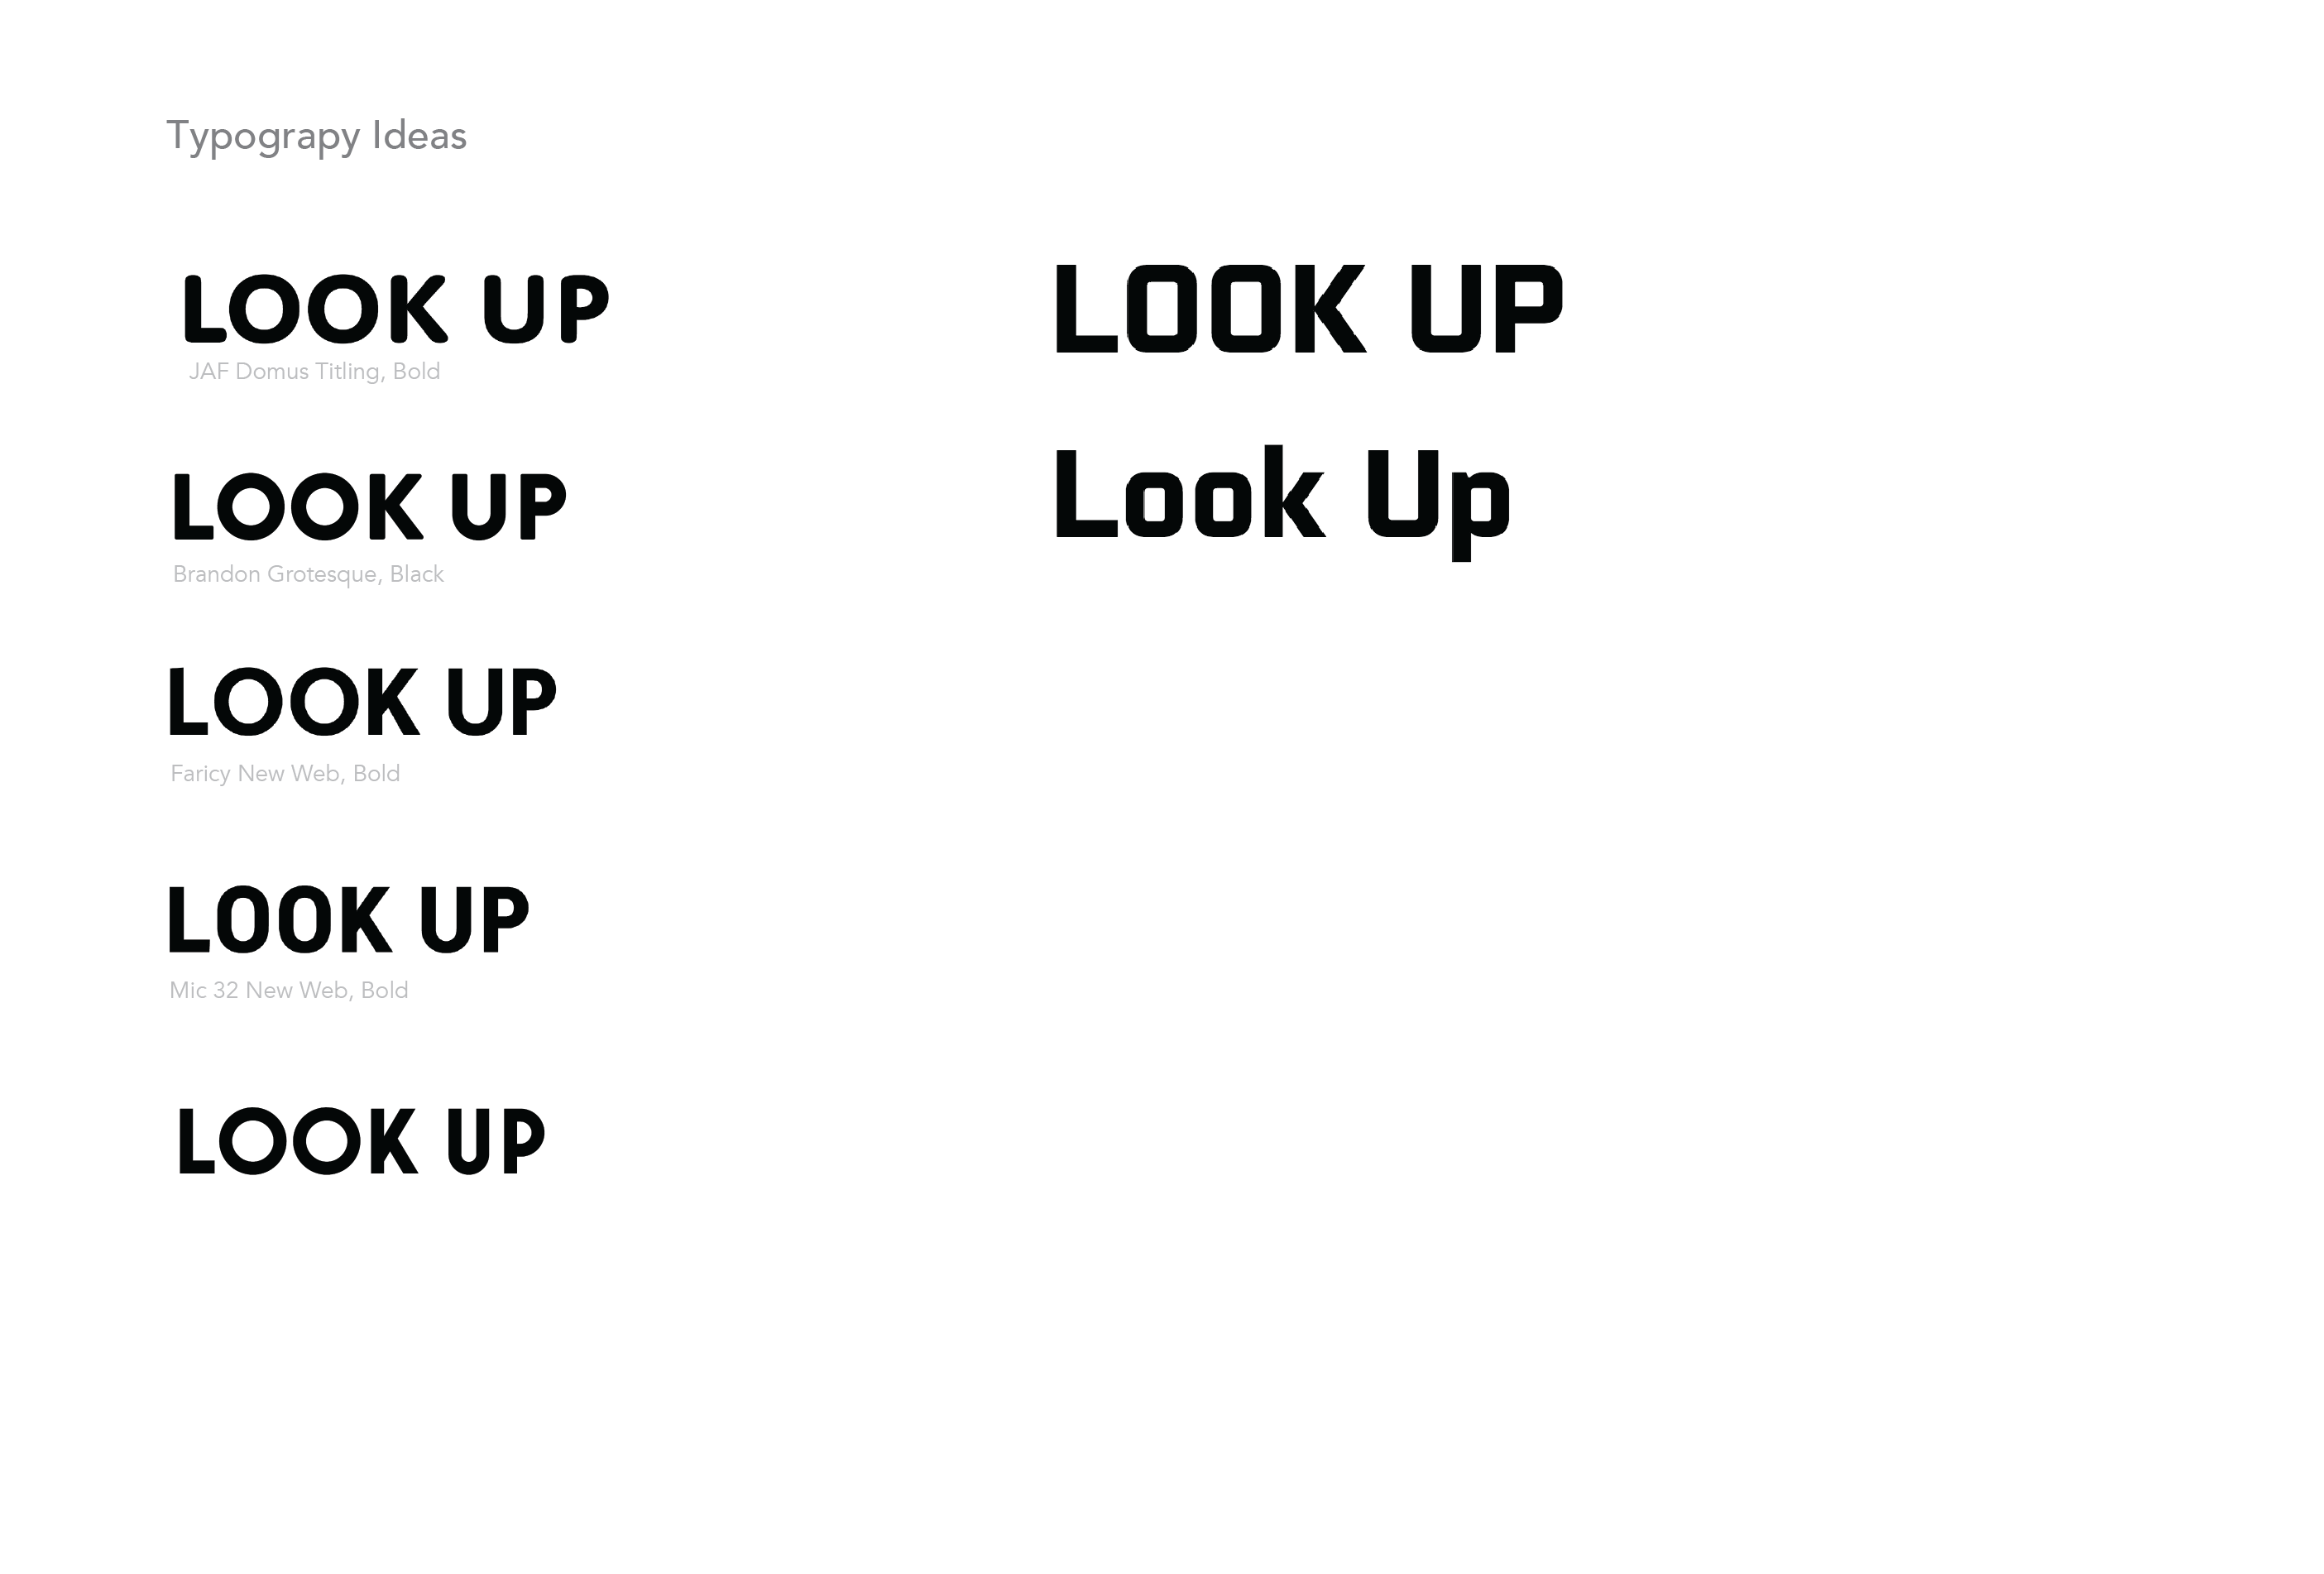 Typograpy Ideas
LOOK UP
JAF Domus Titling, Bold
LOOK UP
Brandon Grotesque, Black
LOOK UP
Faricy New Web, Bold
LOOK UP
Mic 32 New Web, Bold
LOOK UP
LOOK UP
Look Up